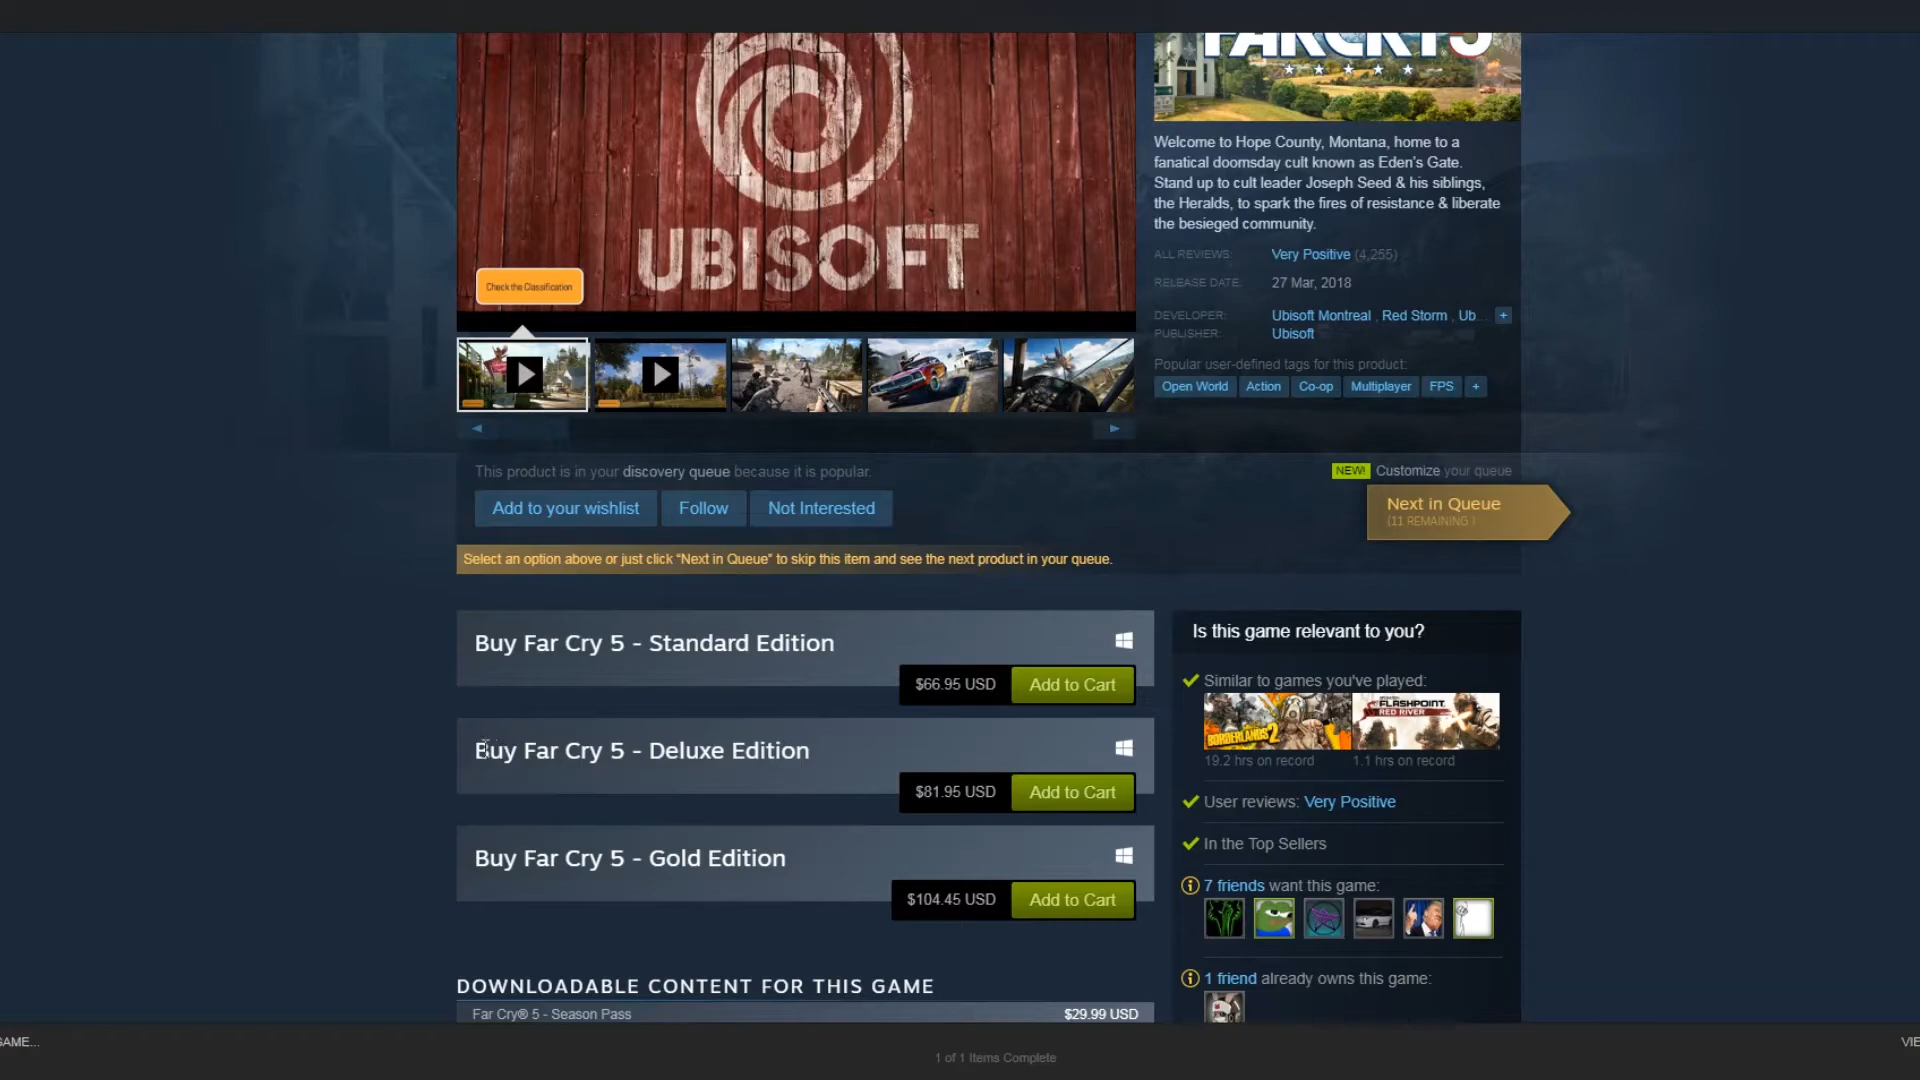 FARCRY5
UBISOFT
Check the Classification
Welcome to Hope County, Montana, home to a
fanatical doomsday cult known as Eden's Gate.
Stand up to cult leader Joseph Seed & his siblings,
the Heralds, to spark the fires of resistance & liberate
the besieged community.
ALL REVIEWS: Very Positive (4,255)
RELEASE DATE: 27 Mar, 2018
DEVELOPER: Ubisoft Montreal , Red Storm , Ub... +
PUBLISHER: Ubisoft
Popular user-defined tags for this product:
Open World Action Co-op Multiplayer FPS +
This product is in your discovery queue because it is popular.
NEW! Customize your queue
Add to your wishlist Follow Not Interested
Next in Queue
(11 REMAINING )
Select an option above or just click “Next in Queue” to skip this item and see the next product in your queue.
Buy Far Cry 5 - Standard Edition
$66.95 USD Add to Cart
Buy Far Cry 5 - Deluxe Edition
$81.95 USD Add to Cart
Buy Far Cry 5 - Gold Edition
$104.45 USD Add to Cart
Is this game relevant to you?
Similar to games you've played:
BORDERLANDS 2
FLASHPOINT
RED RIVER
19.2 hrs on record 1.1 hrs on record
User reviews: Very Positive
In the Top Sellers
7 friends want this game:
1 friend already owns this game:
DOWNLOADABLE CONTENT FOR THIS GAME
Far Cry® 5 - Season Pass $29.99 USD
GAME...
1 of 1 Items Complete
VIE